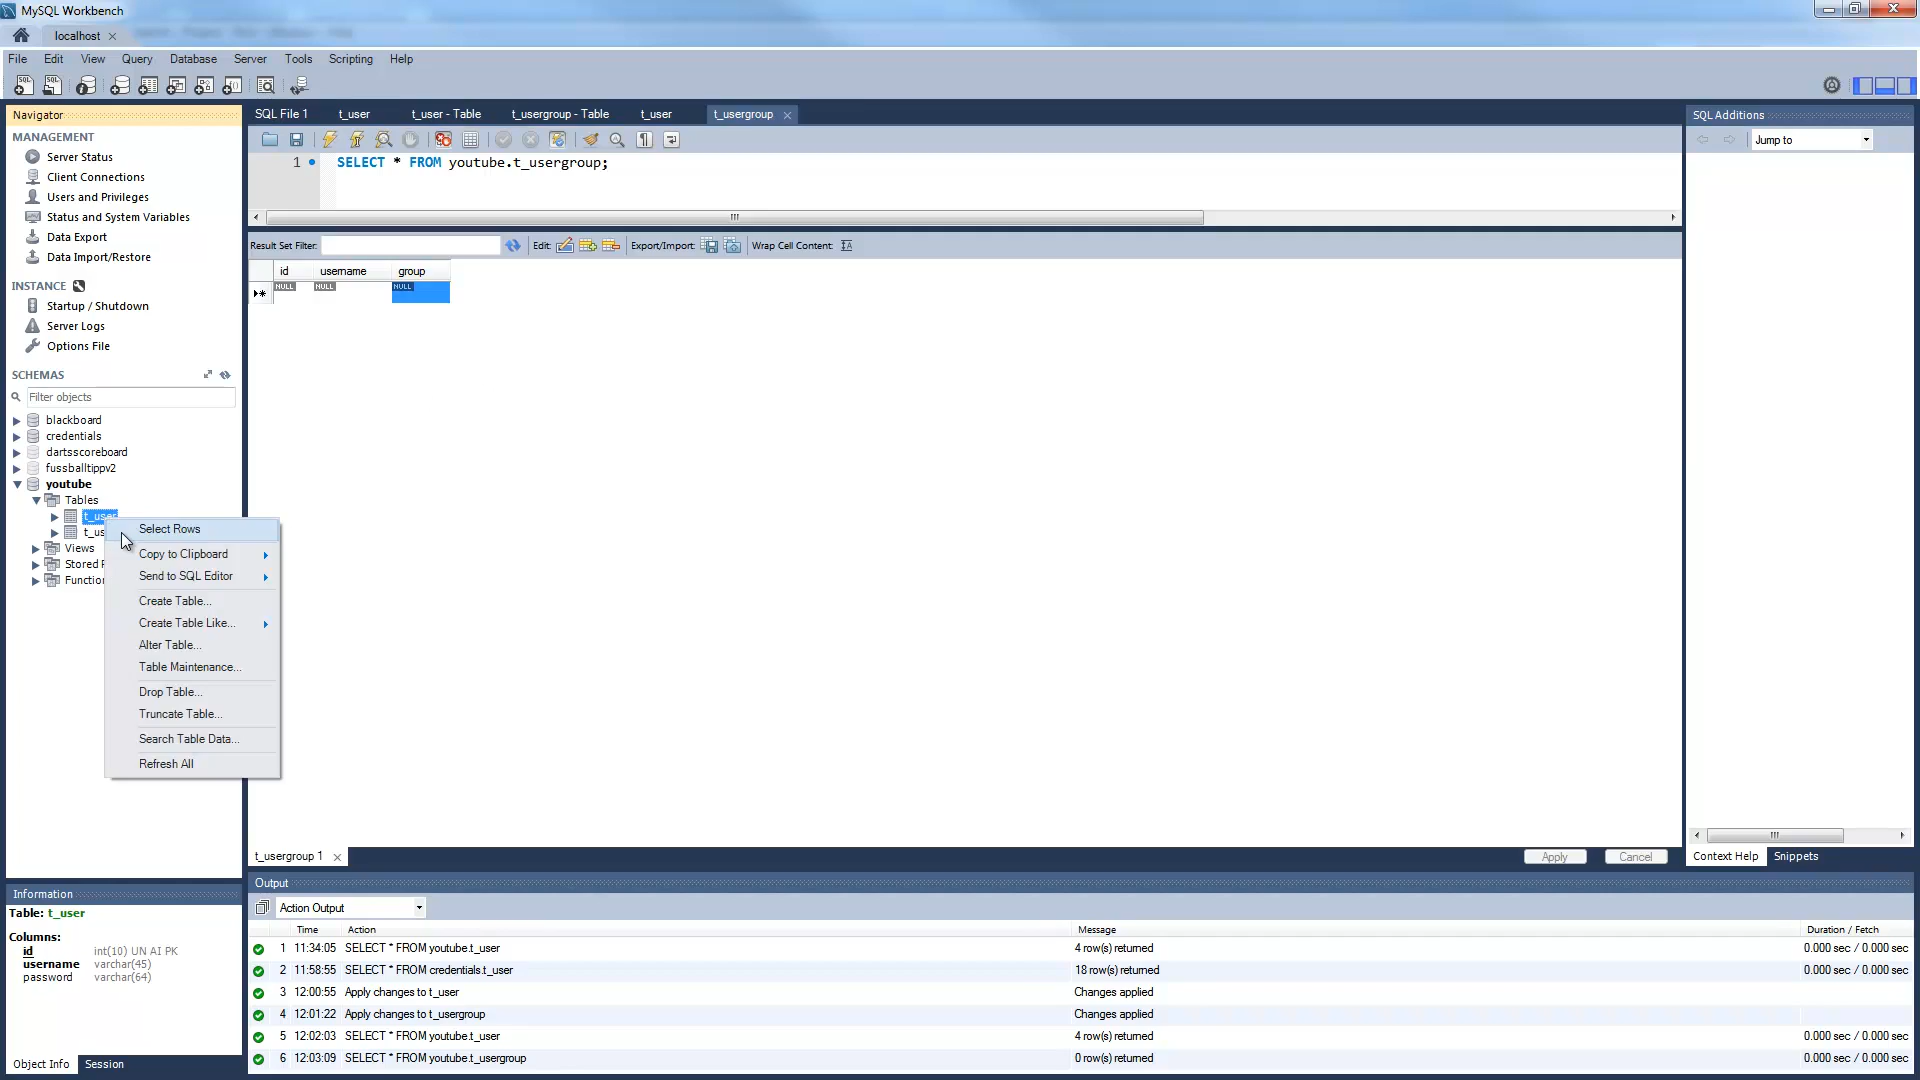 MySQL Workbench
localhost
File Edit View Query Database Server Tools Scripting Help
Navigator
MANAGEMENT
Server Status
Client Connections
Users and Privileges
Status and System Variables
Data Export
Data Import/Restore
INSTANCE
Startup / Shutdown
Server Logs
Options File
SCHEMAS
Filter objects
blackboard
credentials
dartsscoreboard
fussballtippv2
youtube
Tables
t_user
t_us
Views
Stored
Function
Select Rows
Copy to Clipboard
Send to SQL Editor
Create Table...
Create Table Like...
Alter Table...
Table Maintenance...
Drop Table...
Truncate Table...
Search Table Data...
Refresh All
Information
Table: t_user
Columns:
id int(10) UN AI PK
username varchar(45)
password varchar(64)
Object Info Session
SQL File 1 t_user t_user - Table t_usergroup - Table t_user t_usergroup
1 SELECT * FROM youtube.t_usergroup;
Result Set Filter: Edit: Export/Import: Wrap Cell Content:
id username group
NULL NULL NULL
t_usergroup 1 Apply Cancel
SQL Additions
Jump to
Context Help Snippets
Output
Action Output
Time Action Message Duration / Fetch
1 11:34:05 SELECT * FROM youtube.t_user 4 row(s) returned 0.000 sec / 0.000 sec
2 11:58:55 SELECT * FROM credentials.t_user 18 row(s) returned 0.000 sec / 0.000 sec
3 12:00:55 Apply changes to t_user Changes applied
4 12:01:22 Apply changes to t_usergroup Changes applied
5 12:02:03 SELECT * FROM youtube.t_user 4 row(s) returned 0.000 sec / 0.000 sec
6 12:03:09 SELECT * FROM youtube.t_usergroup 0 row(s) returned 0.000 sec / 0.000 sec